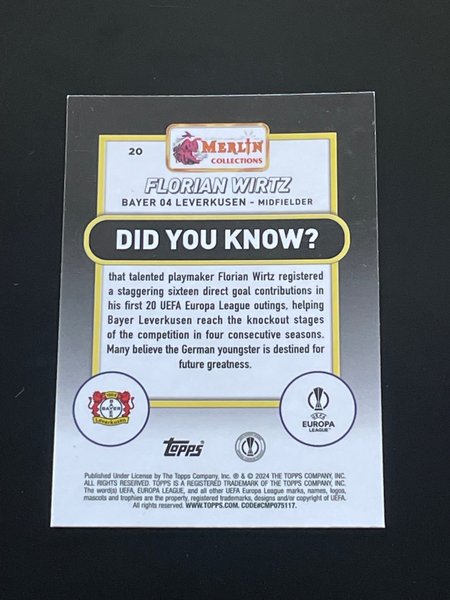 20
MERLIN
COLLECTIONS
FLORIAN WIRTZ
BAYER 04 LEVERKUSEN - MIDFIELDER
DID YOU KNOW?
that talented playmaker Florian Wirtz registered
a staggering sixteen direct goal contributions in
his first 20 UEFA Europa League outings, helping
Bayer Leverkusen reach the knockout stages
of the competition in four consecutive seasons.
Many believe the German youngster is destined for
future greatness.
1904
BAYER
Leverkusen
UEFA
EUROPA
LEAGUE™
topps
Published Under License by The Topps Company, Inc. ® & © 2024 THE TOPPS COMPANY, INC.
ALL RIGHTS RESERVED. TOPPS IS A REGISTERED TRADEMARK OF THE TOPPS COMPANY, INC.
The word(s) UEFA, EUROPA LEAGUE, and all other UEFA Europa League marks, names, logos,
mascots and trophies are the property, registered trademarks, designs and/or copyright of UEFA.
All rights reserved. WWW.TOPPS.COM. CODE#CMP075117.